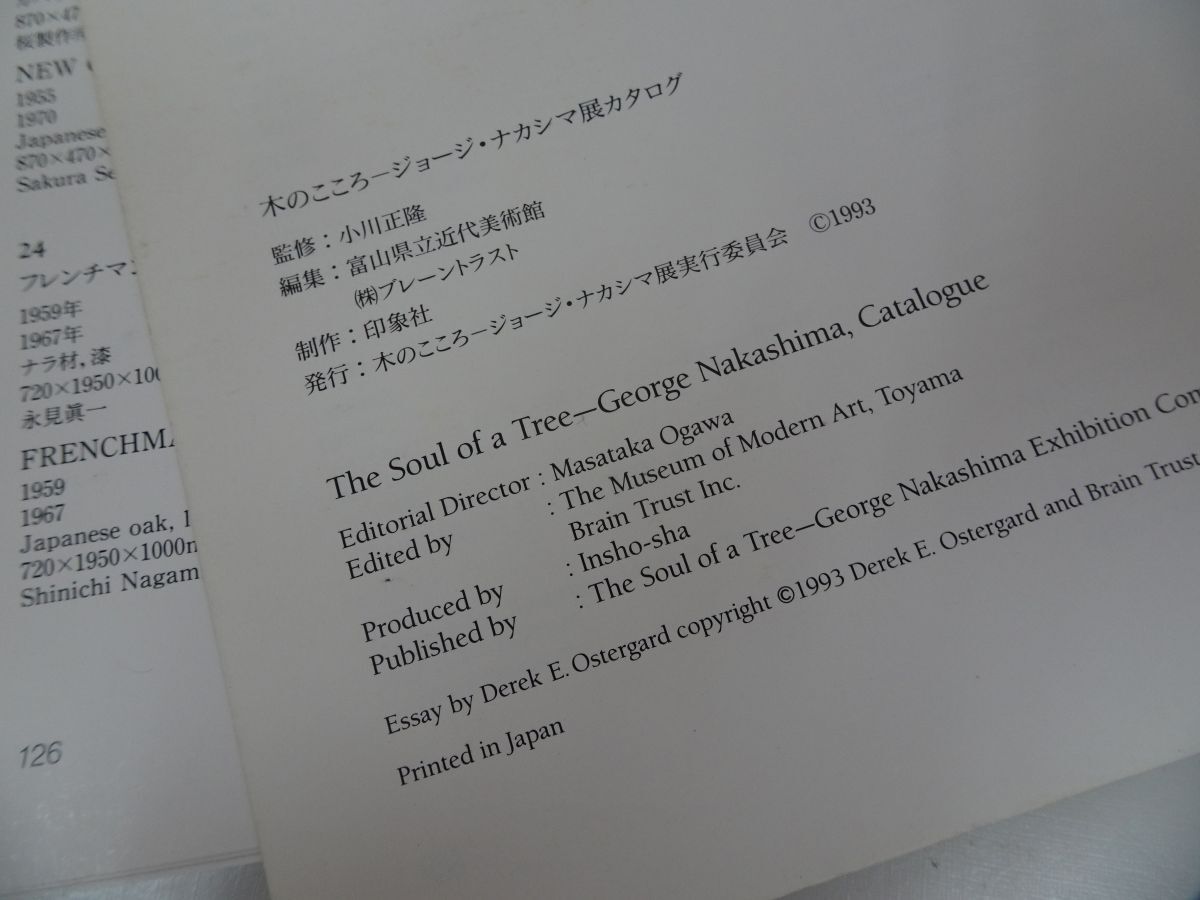 870×47
桜製作
NEW
1955
1970
Japanese
870×470×
Sakura Se
24
フレンチマン
1959年
1967年
ナラ材, 漆
720×1950×100
永見眞一
FRENCHMA
1959
1967
Japanese oak, l
720×1950×1000m
Shinichi Nagam
126
木のこころ－ジョージ・ナカシマ展カタログ
監修：小川正隆
編集：富山県立近代美術館
㈱ブレーントラスト
制作：印象社
発行：木のこころ－ジョージ・ナカシマ展実行委員会 ©1993
The Soul of a Tree—George Nakashima, Catalogue
Editorial Director : Masataka Ogawa
Edited by : The Museum of Modern Art, Toyama
Brain Trust Inc.
Produced by : Insho-sha
Published by : The Soul of a Tree—George Nakashima Exhibition Com
Essay by Derek E. Ostergard copyright ©1993 Derek E. Ostergard and Brain Trust
Printed in Japan